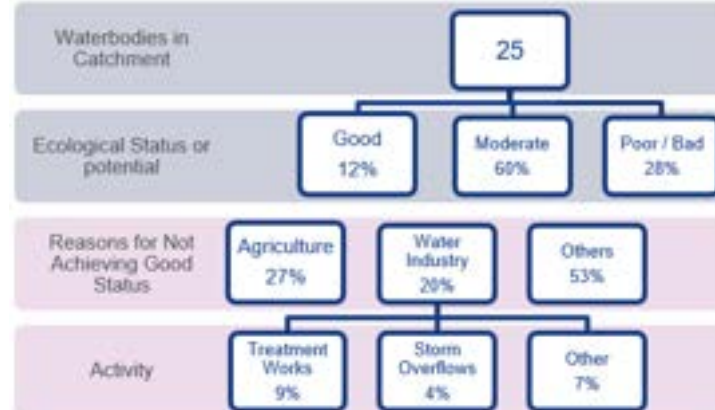 Waterbodies in
Catchment
25
Ecological Status or
potential
Good
12%
Moderate
60%
Poor / Bad
28%
Reasons for Not
Achieving Good
Status
Agriculture
27%
Water
Industry
20%
Others
53%
Activity
Treatment
Works
9%
Storm
Overflows
4%
Other
7%